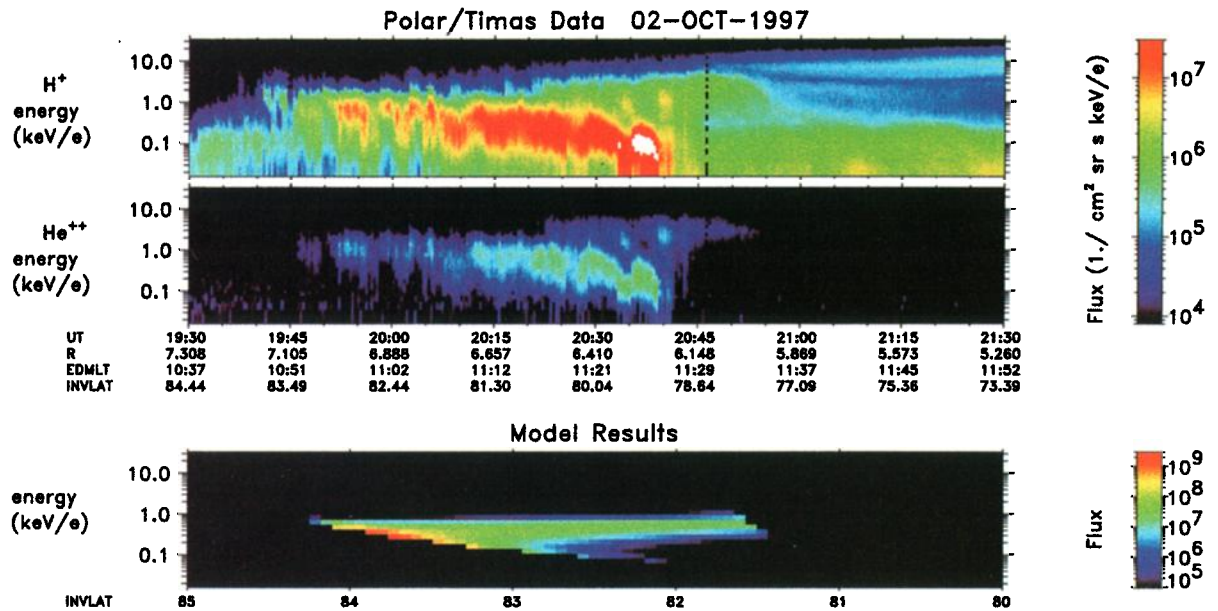 Polar/Timas Data 02-OCT-1997
H+
energy
(keV/e)
10.0
1.0
0.1
He++
energy
(keV/e)
10.0
1.0
0.1
Flux (1./ cm2 sr s keV/e)
10^7
10^6
10^5
10^4
UT 19:30 19:45 20:00 20:15 20:30 20:45 21:00 21:15 21:30
R 7.308 7.105 6.888 6.657 6.410 6.148 5.869 5.573 5.260
EDMLT 10:37 10:51 11:02 11:12 11:21 11:29 11:37 11:45 11:52
INVLAT 84.44 83.49 82.44 81.30 80.04 78.64 77.09 75.36 73.39
Model Results
energy
(keV/e)
10.0
1.0
0.1
Flux
10^9
10^8
10^7
10^6
10^5
INVLAT 85 84 83 82 81 80